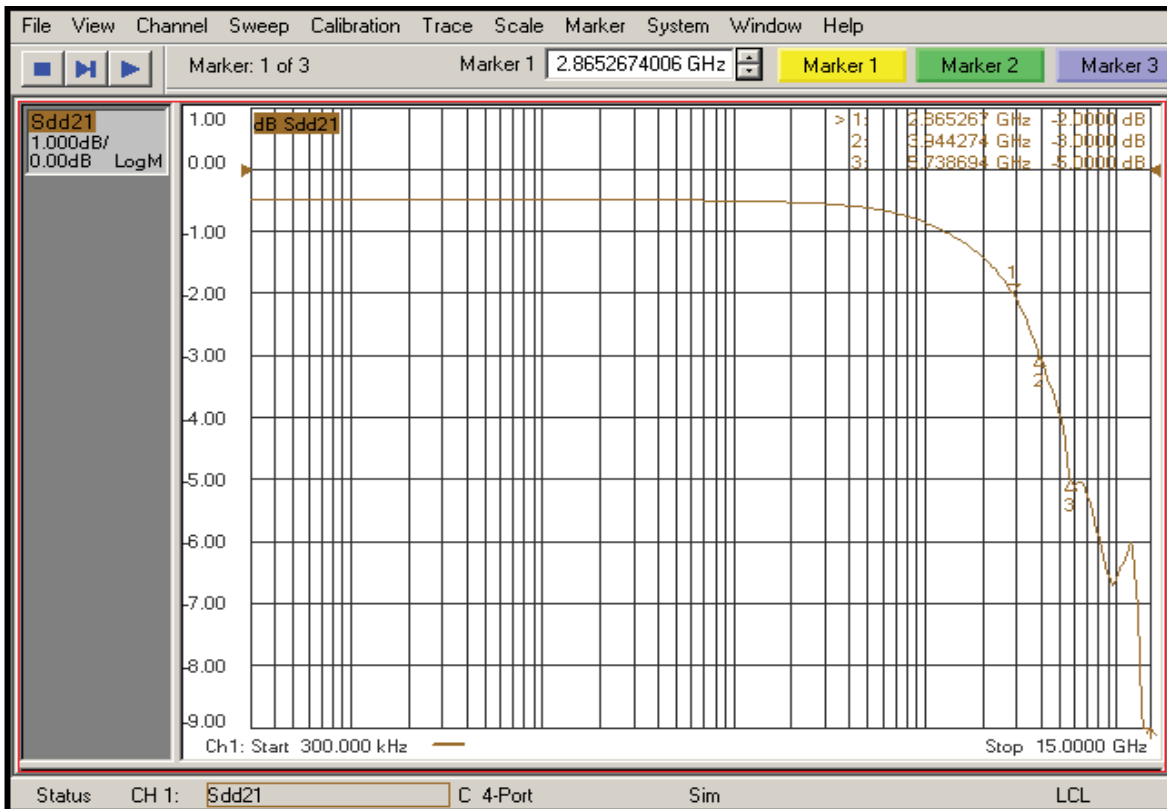 File View Channel Sweep Calibration Trace Scale Marker System Window Help
Marker: 1 of 3
Marker 1 2.8652674006 GHz
Marker 1
Marker 2
Marker 3
Sdd21
1.000dB/
0.00dB LogM
dB Sdd21
> 1: 2.865267 GHz -2.0000 dB
2: 3.944274 GHz -3.0000 dB
3: 5.738694 GHz -5.0000 dB
1.00
0.00
-1.00
-2.00
-3.00
-4.00
-5.00
-6.00
-7.00
-8.00
-9.00
1
2
3
Ch1: Start 300.000 kHz
Stop 15.0000 GHz
Status CH 1: Sdd21 C 4-Port Sim LCL